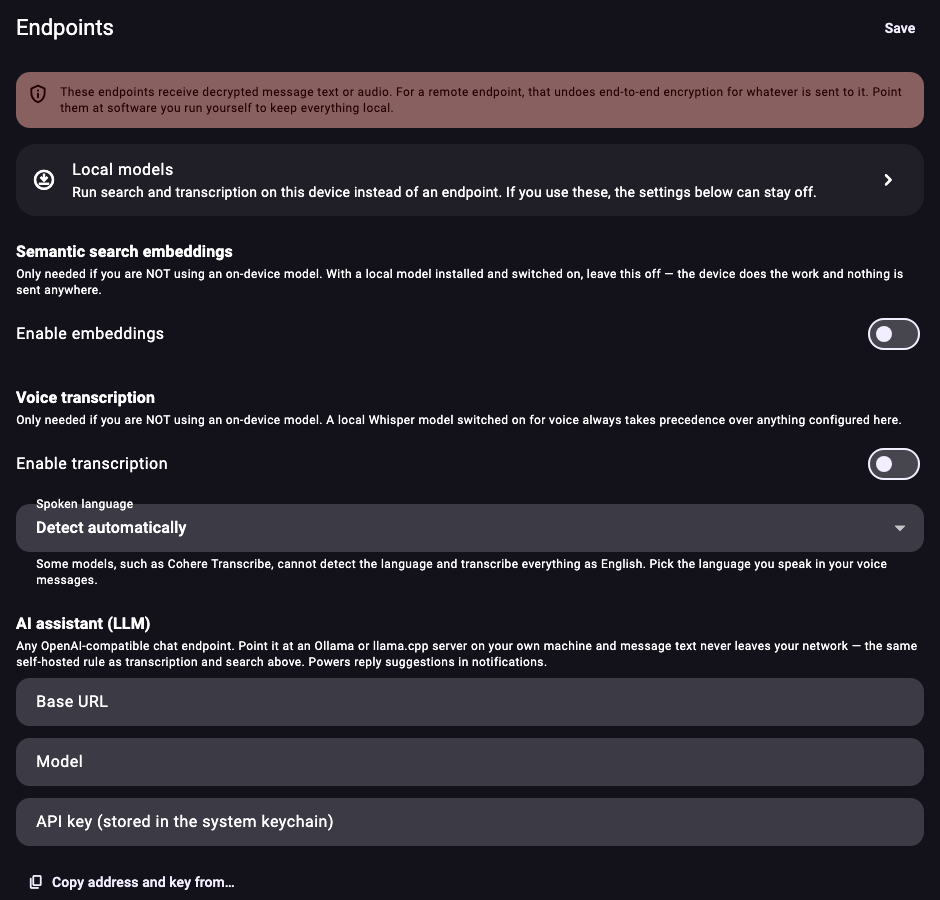 Endpoints
Save
These endpoints receive decrypted message text or audio. For a remote endpoint, that undoes end-to-end encryption for whatever is sent to it. Point
them at software you run yourself to keep everything local.
Local models
Run search and transcription on this device instead of an endpoint. If you use these, the settings below can stay off.
Semantic search embeddings
Only needed if you are NOT using an on-device model. With a local model installed and switched on, leave this off — the device does the work and nothing is
sent anywhere.
Enable embeddings
Voice transcription
Only needed if you are NOT using an on-device model. A local Whisper model switched on for voice always takes precedence over anything configured here.
Enable transcription
Spoken language
Detect automatically
Some models, such as Cohere Transcribe, cannot detect the language and transcribe everything as English. Pick the language you speak in your voice
messages.
AI assistant (LLM)
Any OpenAI-compatible chat endpoint. Point it at an Ollama or llama.cpp server on your own machine and message text never leaves your network — the same
self-hosted rule as transcription and search above. Powers reply suggestions in notifications.
Base URL
Model
API key (stored in the system keychain)
Copy address and key from...